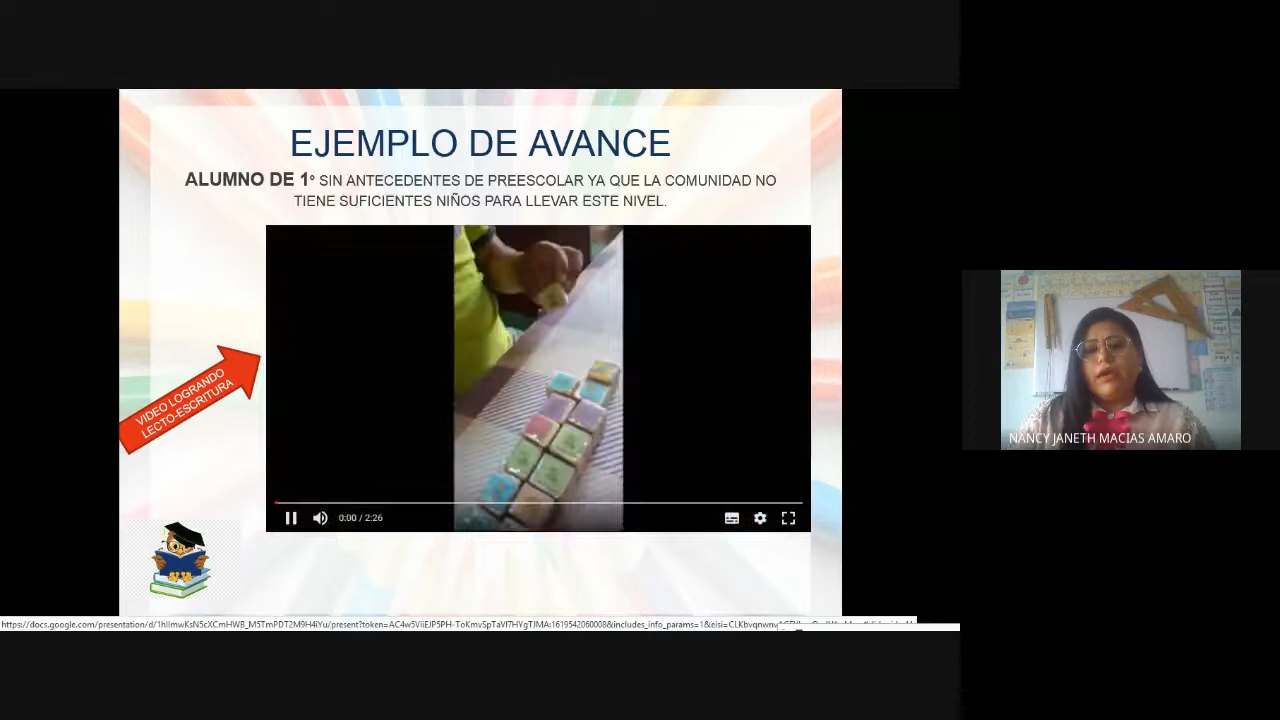 EJEMPLO DE AVANCE
ALUMNO DE 1° SIN ANTECEDENTES DE PREESCOLAR YA QUE LA COMUNIDAD NO
TIENE SUFICIENTES NIÑOS PARA LLEVAR ESTE NIVEL.
VIDEO LOGRANDO
LECTO-ESCRITURA
0:00 / 2:26
NANCY JANETH MACIAS AMARO